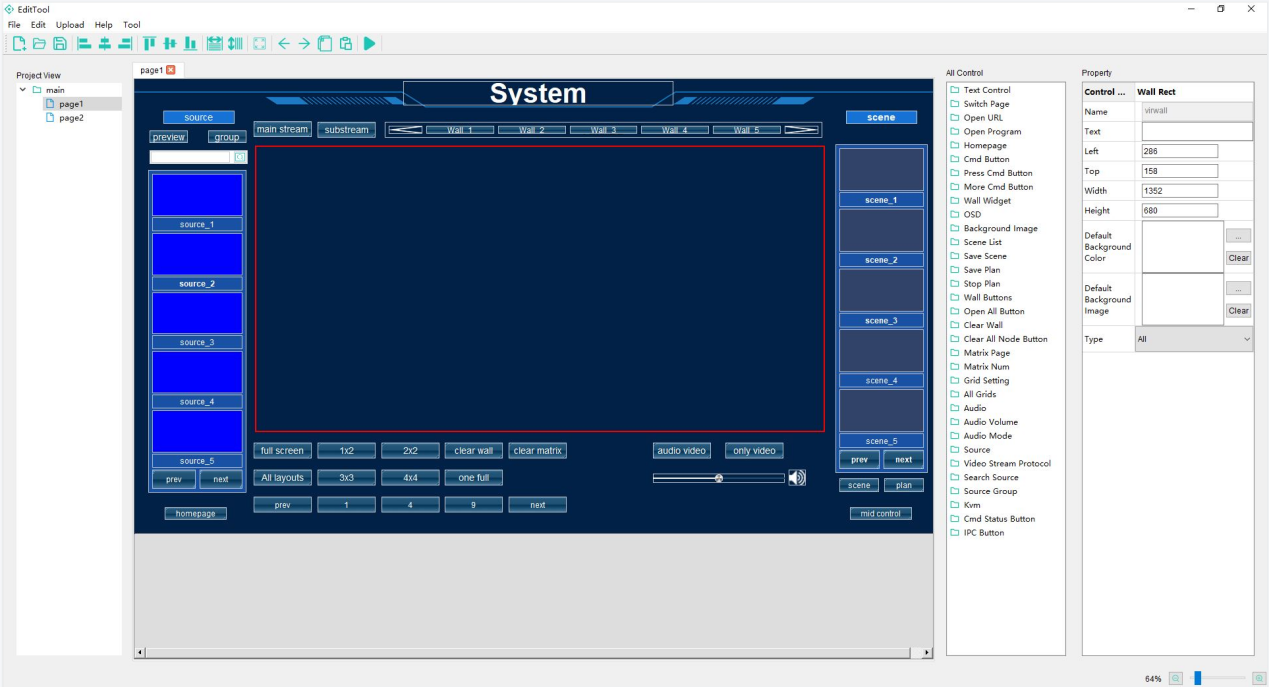 EditTool
File Edit Upload Help Tool
Project View
main
page1
page2
page1
System
source
scene
preview
group
main stream
substream
Wall_1
Wall_2
Wall_3
Wall_4
Wall_5
source_1
source_2
source_3
source_4
source_5
prev
next
homepage
scene_1
scene_2
scene_3
scene_4
scene_5
prev
next
scene
plan
mid control
full screen
1x2
2x2
clear wall
clear matrix
audio video
only video
All layouts
3x3
4x4
one full
prev
1
4
9
next
All Control
Text Control
Switch Page
Open URL
Open Program
Homepage
Cmd Button
Press Cmd Button
More Cmd Button
Wall Widget
OSD
Background Image
Scene List
Save Scene
Save Plan
Stop Plan
Wall Buttons
Open All Button
Clear Wall
Clear All Node Button
Matrix Page
Matrix Num
Grid Setting
All Grids
Audio
Audio Volume
Audio Mode
Source
Video Stream Protocol
Search Source
Source Group
Kvm
Cmd Status Button
IPC Button
Property
Control ... Wall Rect
Name virwall
Text
Left 286
Top 158
Width 1352
Height 680
Default
Background
Color
...
Clear
Default
Background
Image
...
Clear
Type All
64%